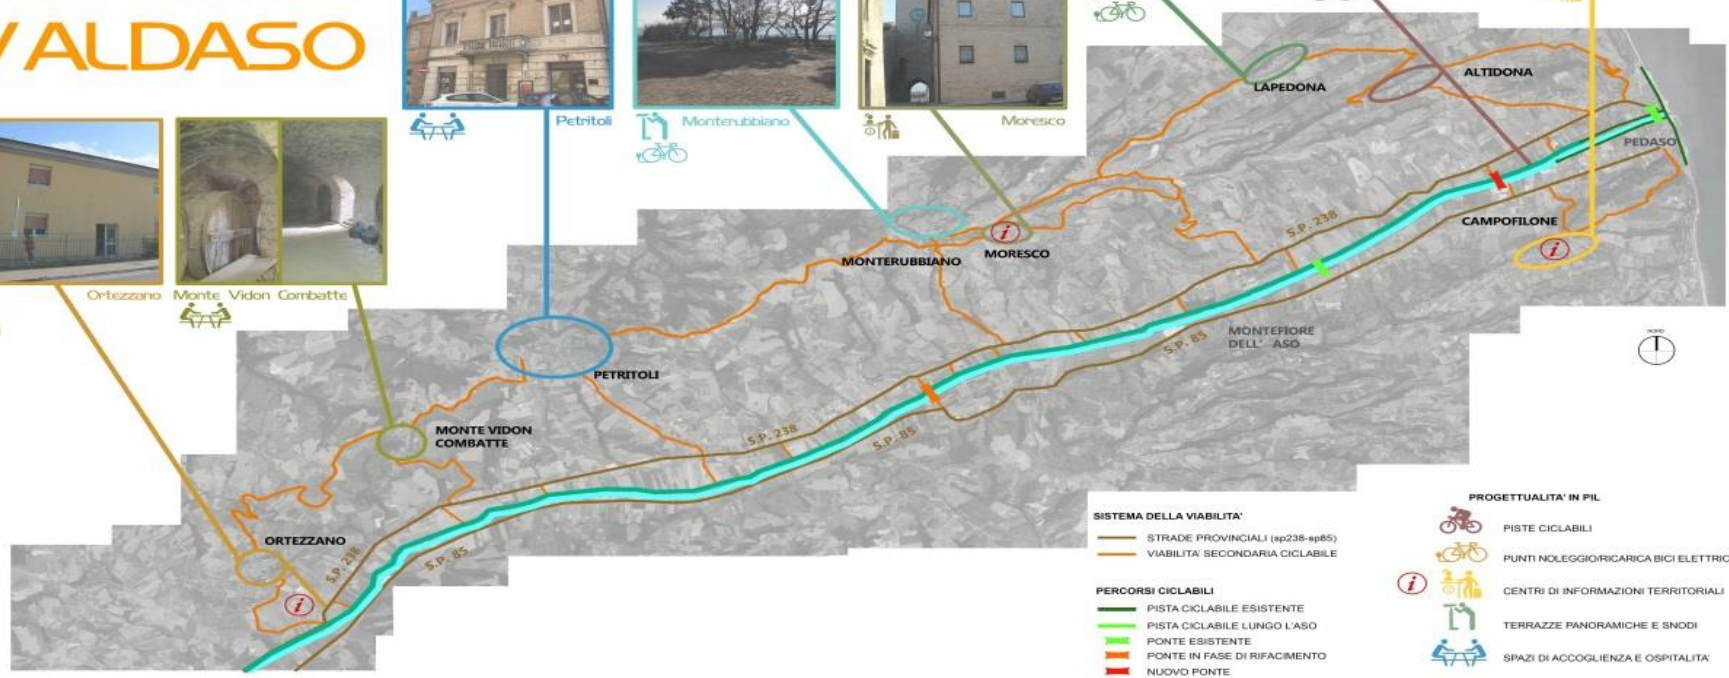 VALDASO
Petritoli
Monterubbiano
Moresco
Ortezzano
Monte Vidon Combatte
LAPEDONA
ALTIDONA
PEDASO
CAMPOFILONE
S.P. 238
MONTERUBBIANO
MORESCO
MONTEFIORE
DELL' ASO
S.P. 85
PETRITOLI
MONTE VIDON
COMBATTE
S.P. 238
S.P. 85
ORTEZZANO
S.P. 238
S.P. 85
SISTEMA DELLA VIABILITA'
STRADE PROVINCIALI (sp238-sp85)
VIABILITA' SECONDARIA CICLABILE
PERCORSI CICLABILI
PISTA CICLABILE ESISTENTE
PISTA CICLABILE LUNGO L'ASO
PONTE ESISTENTE
PONTE IN FASE DI RIFACIMENTO
NUOVO PONTE
PROGETTUALITA' IN PIL
PISTE CICLABILI
PUNTI NOLEGGIO/RICARICA BICI ELETTRIC
CENTRI DI INFORMAZIONI TERRITORIALI
TERRAZZE PANORAMICHE E SNODI
SPAZI DI ACCOGLIENZA E OSPITALITA'